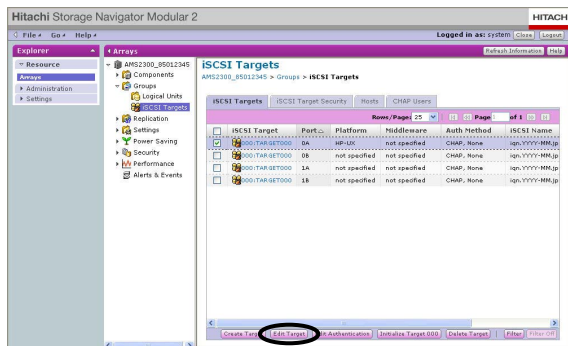 Hitachi Storage Navigator Modular 2
HITACHI
File Go Help
Logged in as: system Close Logout
Explorer
Resource
Arrays
Administration
Settings
Arrays
Refresh Information Help
AMS2300_85012345
Components
Groups
Logical Units
iSCSI Targets
Replication
Settings
Power Saving
Security
Performance
Alerts & Events
iSCSI Targets
AMS2300_85012345 > Groups > iSCSI Targets
iSCSI Targets iSCSI Target Security Hosts CHAP Users
Rows/Page: 25 Page 1 of 1
iSCSI Target Port Platform Middleware Auth Method iSCSI Name
000:TARGET000 0A HP-UX not specified CHAP, None iqn.YYYY-MM.jp
000:TARGET000 0B not specified not specified CHAP, None iqn.YYYY-MM.jp
000:TARGET000 1A not specified not specified CHAP, None iqn.YYYY-MM.jp
000:TARGET000 1B not specified not specified CHAP, None iqn.YYYY-MM.jp
Create Target Edit Target Edit Authentication Initialize Target 000 Delete Target Filter Filter Off